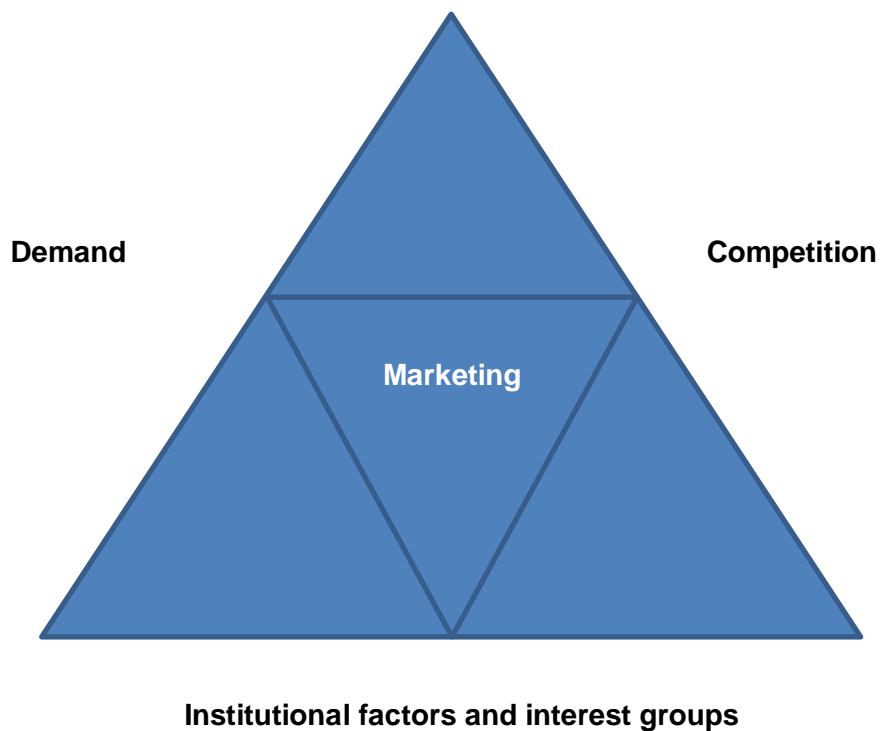 Demand
Competition
Marketing
Institutional factors and interest groups